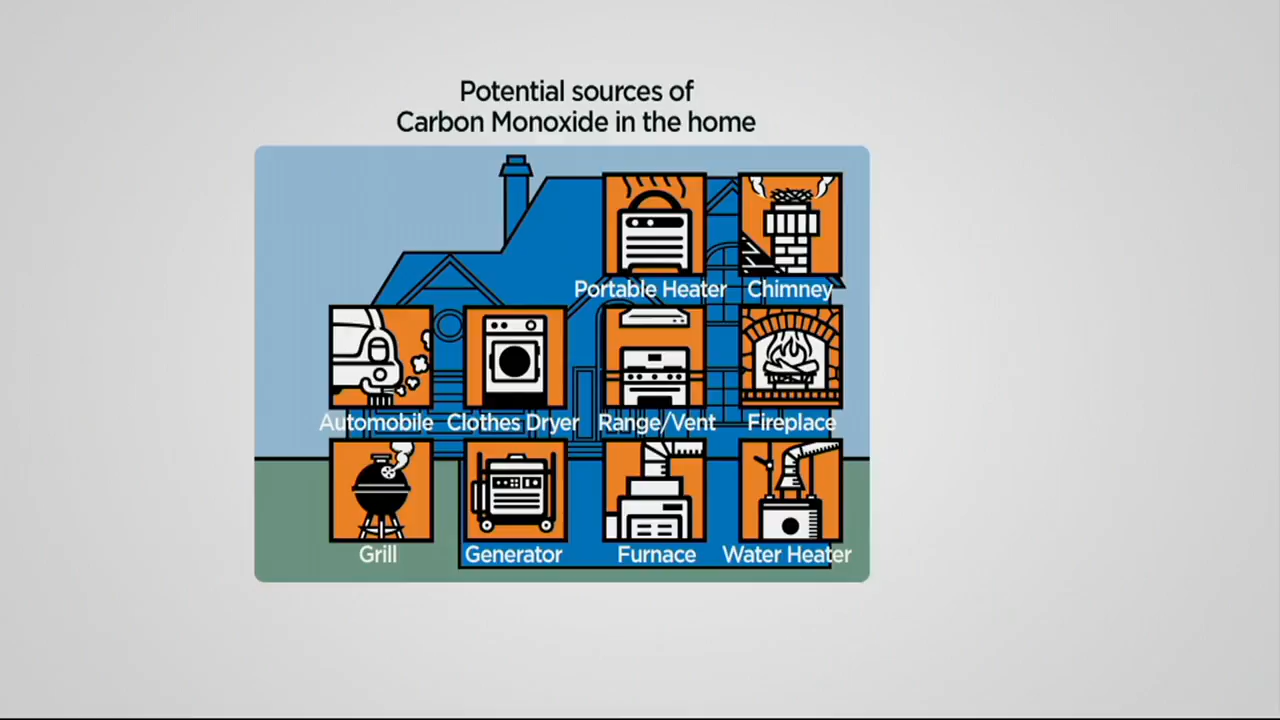 Potential sources of
Carbon Monoxide in the home
Portable Heater
Chimney
Automobile
Clothes Dryer
Range/Vent
Fireplace
Grill
Generator
Furnace
Water Heater